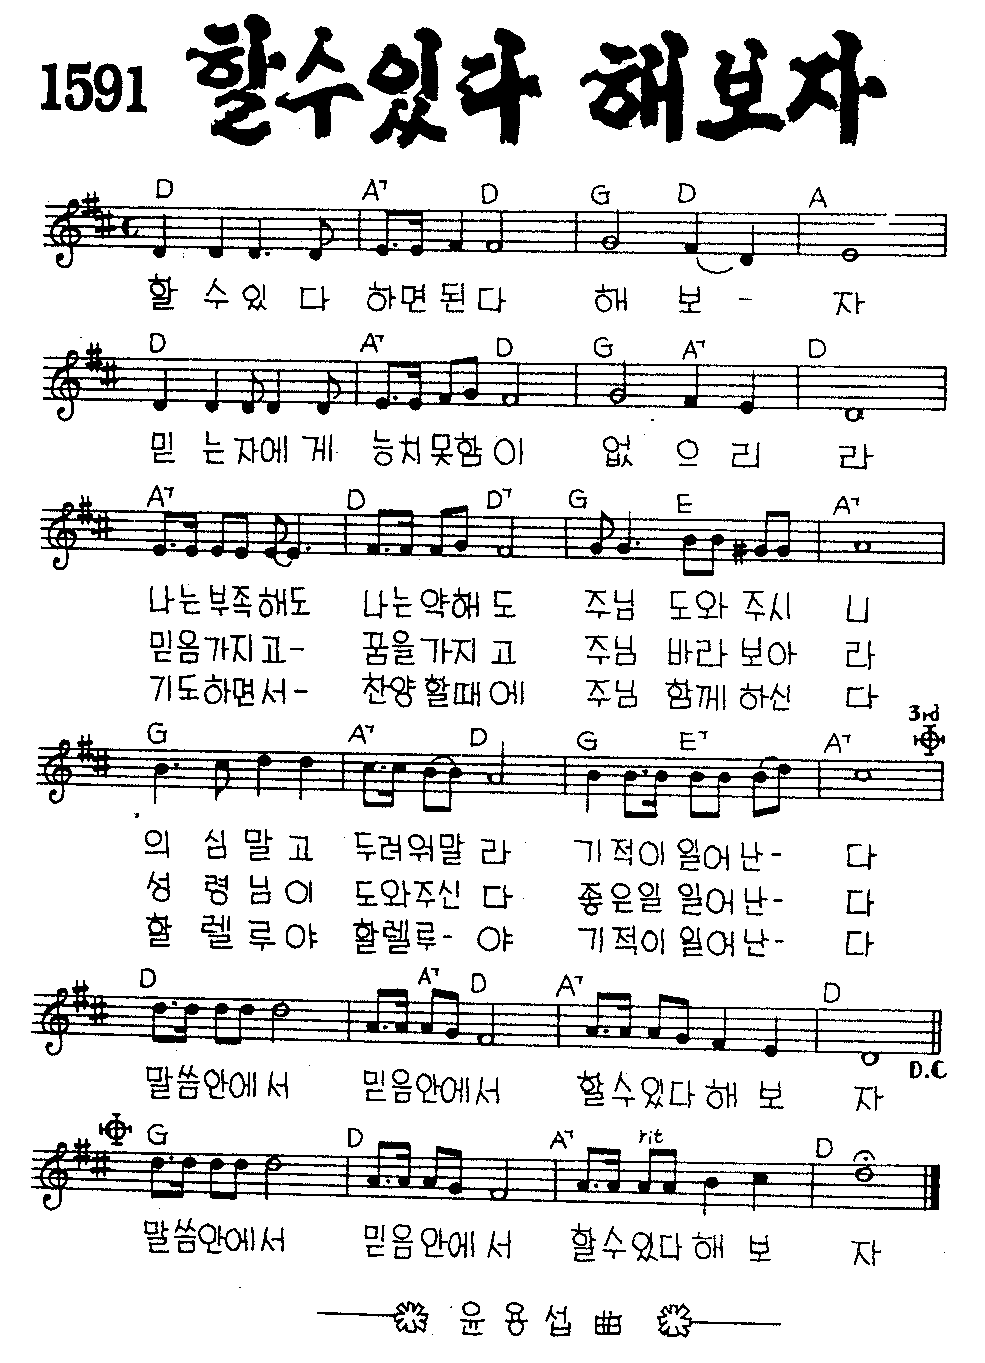 1591 할수있다 해보자
D A7 D G D A
할 수 있 다 하면된다 해 보 - 자
D A7 D G A7 D
믿 는 자에 게 능치못함이 없 으 리 라
A7 D D7 G E A7
나는부족해도 나는약해도 주님 도와 주시 니
믿음가지고- 꿈을가지고 주님 바라 보아 라
기도하면서- 찬양할때에 주님 함께 하신 다
3rd
G A7 D G E7 A7
의 심 말 고 두려워말 라 기 적이 일어 난- 다
성 령 님 이 도와주신 다 좋은일 일어 난- 다
할 렐 루 야 할렐루- 야 기 적이 일어 난- 다
D A7 D A7 D
D.C
말씀안에서 믿음안에서 할수있다 해 보 자
G D A7 rit D
말씀안에서 믿음안에서 할수있다 해 보 자
윤 용 섭 曲